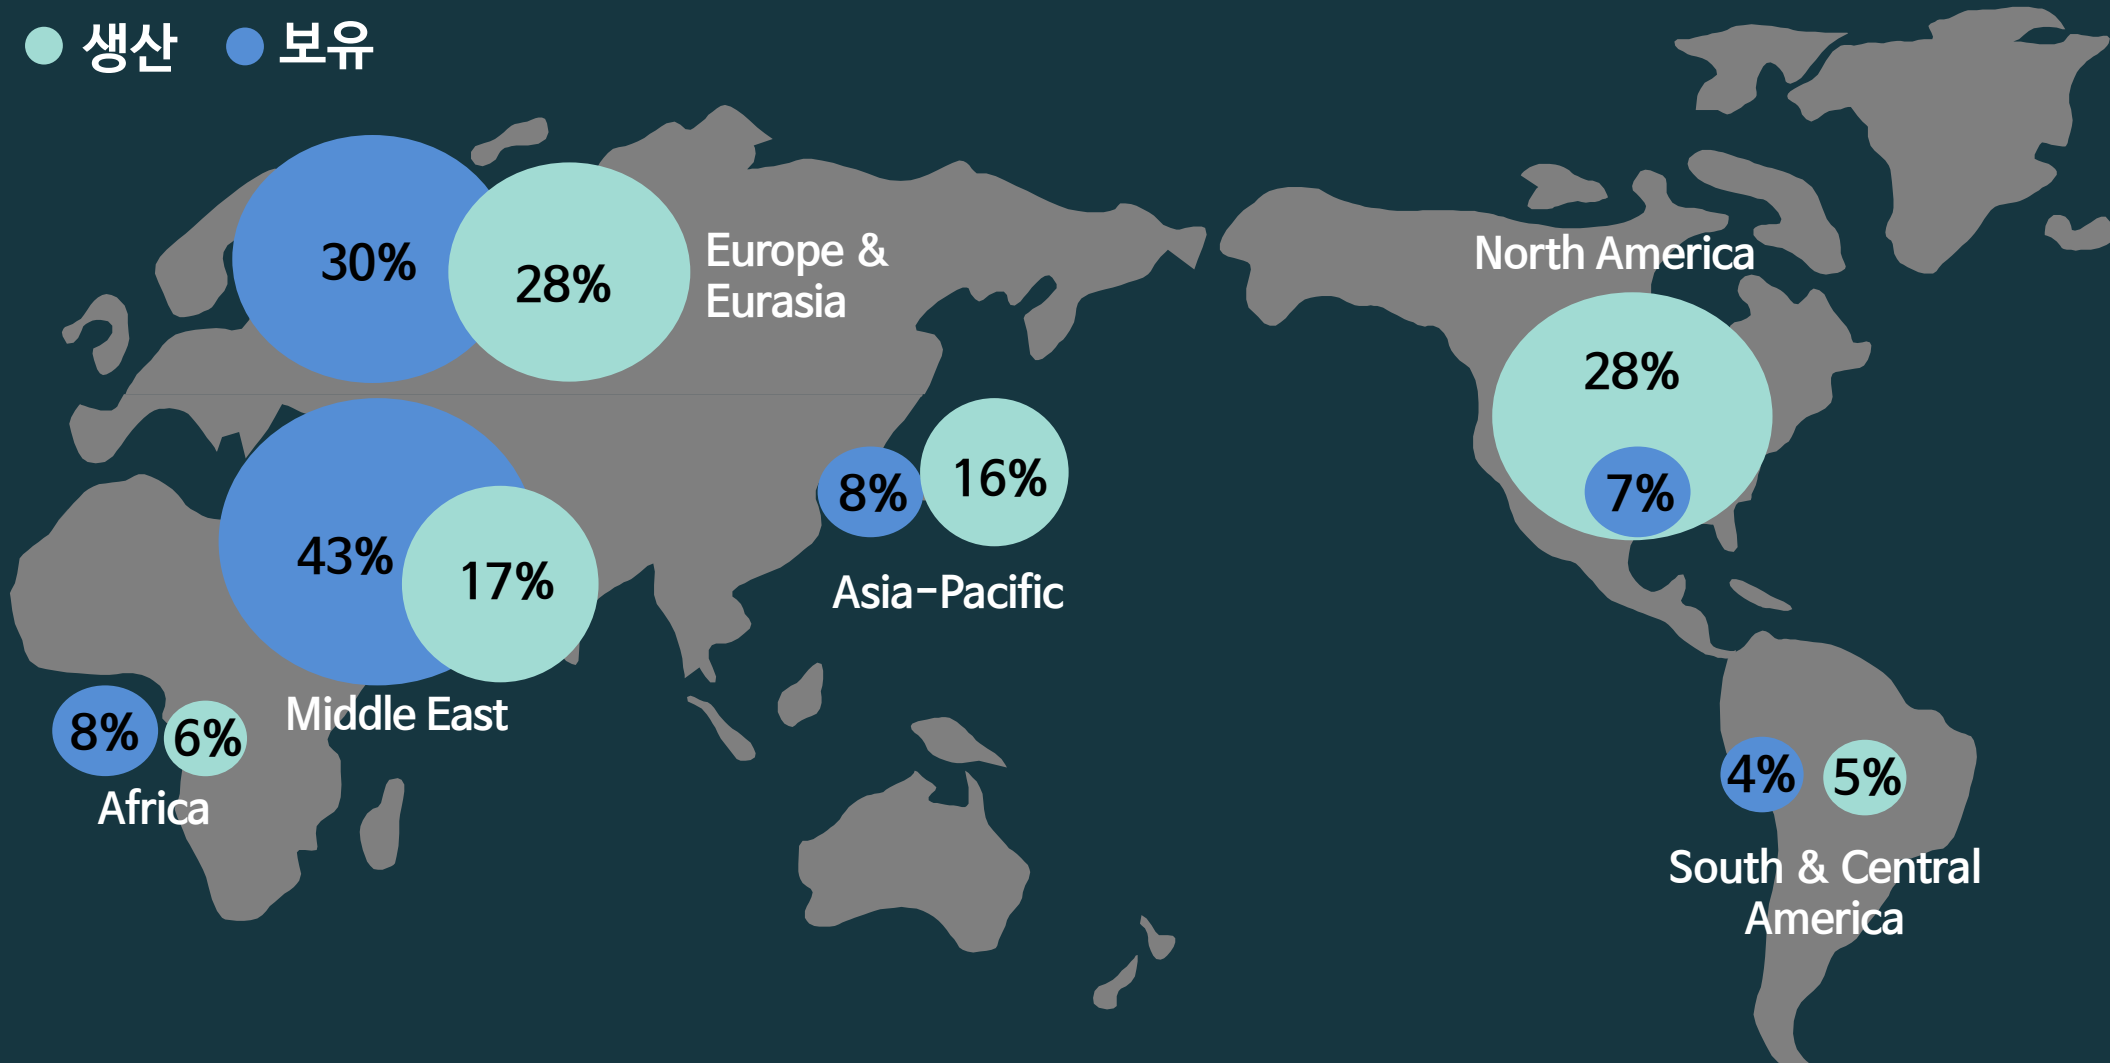 생산 보유
30%
28%
Europe &
Eurasia
North America
28%
7%
43%
17%
Middle East
8%
16%
Asia-Pacific
8%
6%
Africa
4%
5%
South & Central
America